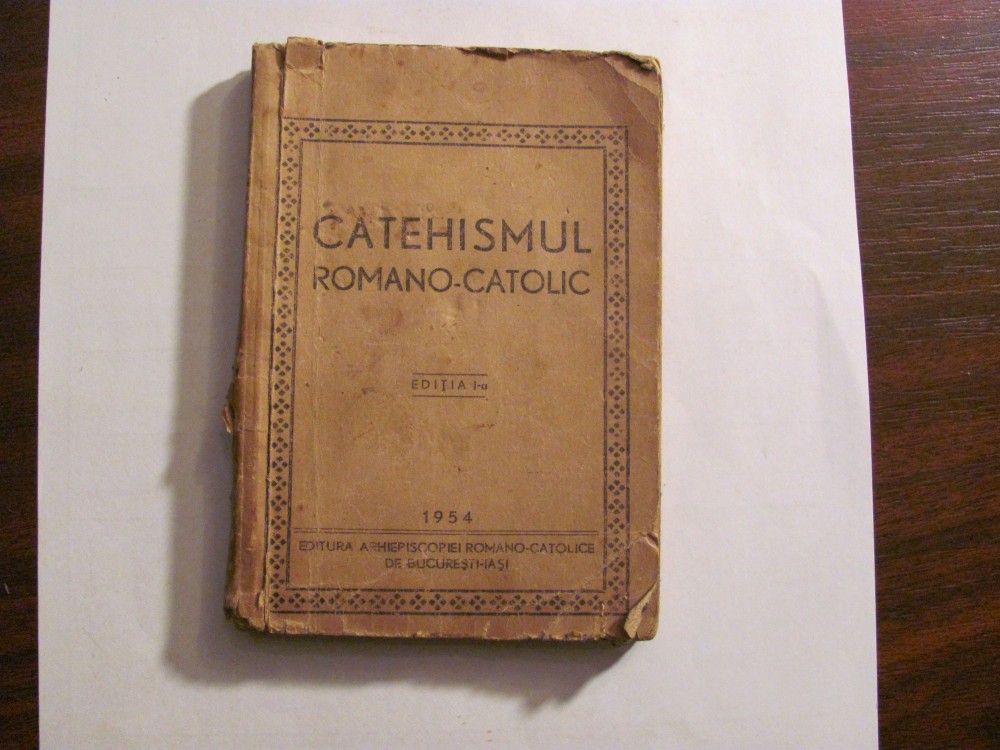 CATEHISMUL
ROMANO-CATOLIC
EDIŢIA I-a
1954
EDITURA ARHIEPISCOPIEI ROMANO-CATOLICE
DE BUCUREŞTI-IAŞI